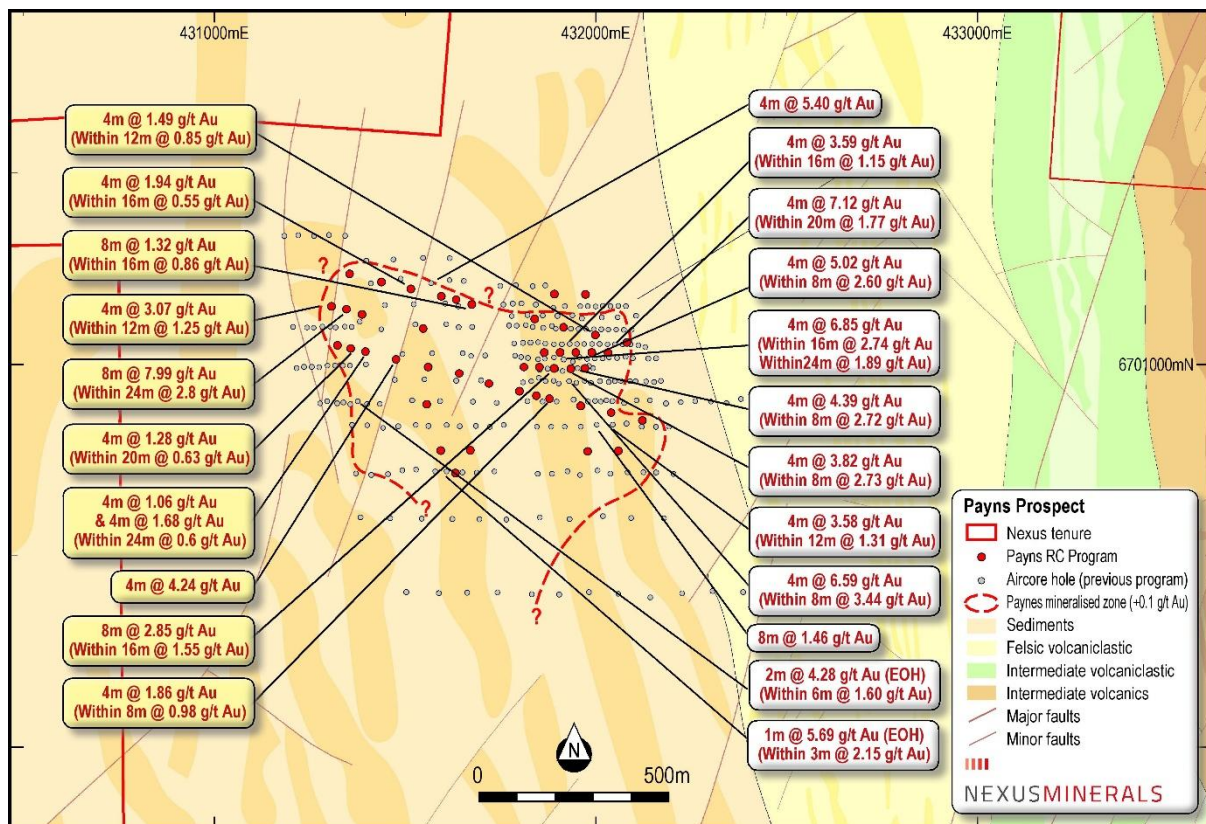 431000mE
432000mE
433000mE
6701000mN
4m @ 1.49 g/t Au
(Within 12m @ 0.85 g/t Au)
4m @ 1.94 g/t Au
(Within 16m @ 0.55 g/t Au)
8m @ 1.32 g/t Au
(Within 16m @ 0.86 g/t Au)
4m @ 3.07 g/t Au
(Within 12m @ 1.25 g/t Au)
8m @ 7.99 g/t Au
(Within 24m @ 2.8 g/t Au)
4m @ 1.28 g/t Au
(Within 20m @ 0.63 g/t Au)
4m @ 1.06 g/t Au
& 4m @ 1.68 g/t Au
(Within 24m @ 0.6 g/t Au)
4m @ 4.24 g/t Au
8m @ 2.85 g/t Au
(Within 16m @ 1.55 g/t Au)
4m @ 1.86 g/t Au
(Within 8m @ 0.98 g/t Au)
?
?
?
?
4m @ 5.40 g/t Au
4m @ 3.59 g/t Au
(Within 16m @ 1.15 g/t Au)
4m @ 7.12 g/t Au
(Within 20m @ 1.77 g/t Au)
4m @ 5.02 g/t Au
(Within 8m @ 2.60 g/t Au)
4m @ 6.85 g/t Au
(Within 16m @ 2.74 g/t Au
Within24m @ 1.89 g/t Au)
4m @ 4.39 g/t Au
(Within 8m @ 2.72 g/t Au)
4m @ 3.82 g/t Au
(Within 8m @ 2.73 g/t Au)
4m @ 3.58 g/t Au
(Within 12m @ 1.31 g/t Au)
4m @ 6.59 g/t Au
(Within 8m @ 3.44 g/t Au)
8m @ 1.46 g/t Au
2m @ 4.28 g/t Au (EOH)
(Within 6m @ 1.60 g/t Au)
1m @ 5.69 g/t Au (EOH)
(Within 3m @ 2.15 g/t Au)
N
0 500m
Payns Prospect
Nexus tenure
Payns RC Program
Aircore hole (previous program)
Paynes mineralised zone (+0.1 g/t Au)
Sediments
Felsic volcaniclastic
Intermediate volcaniclastic
Intermediate volcanics
Major faults
Minor faults
NEXUSMINERALS